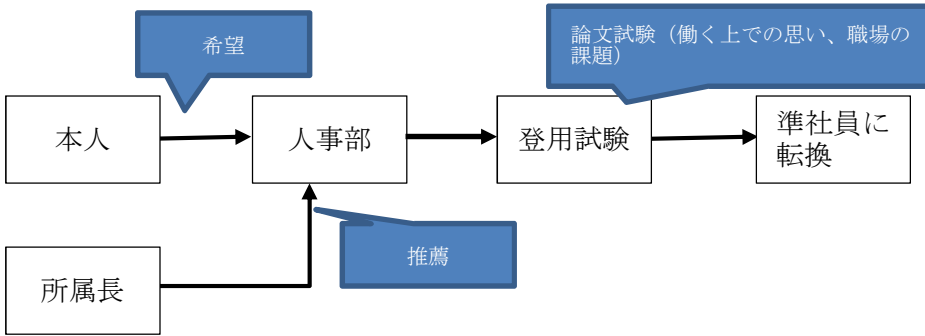 希望
論文試験（働く上での思い、職場の
課題）
本人
人事部
登用試験
準社員に
転換
推薦
所属長